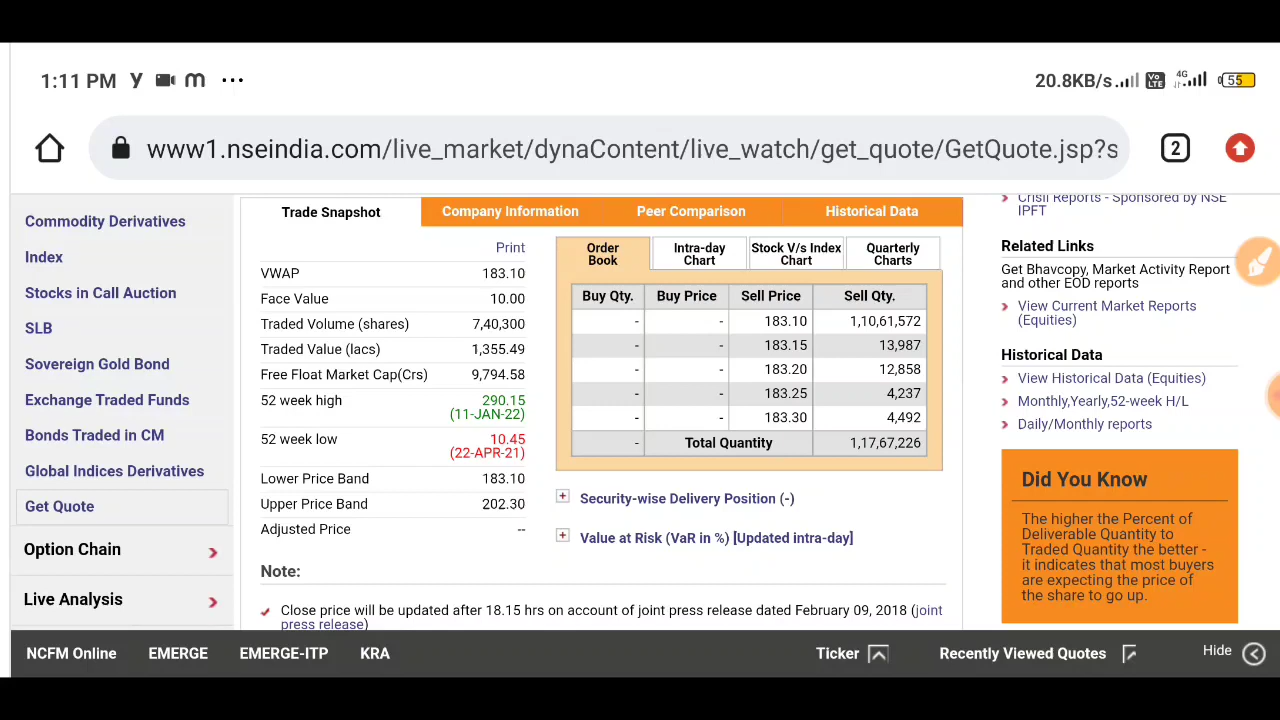 1:11 PM y m ...
20.8KB/s Vo LTE 4G 55
www1.nseindia.com/live_market/dynaContent/live_watch/get_quote/GetQuote.jsp?s
2
Commodity Derivatives
Index
Stocks in Call Auction
SLB
Sovereign Gold Bond
Exchange Traded Funds
Bonds Traded in CM
Global Indices Derivatives
Get Quote
Option Chain
Live Analysis
Trade Snapshot
Company Information
Peer Comparison
Historical Data
Print
VWAP 183.10
Face Value 10.00
Traded Volume (shares) 7,40,300
Traded Value (lacs) 1,355.49
Free Float Market Cap(Crs) 9,794.58
52 week high 290.15
(11-JAN-22)
52 week low 10.45
(22-APR-21)
Lower Price Band 183.10
Upper Price Band 202.30
Adjusted Price --
Order
Book
Intra-day
Chart
Stock V/s Index
Chart
Quarterly
Charts
Buy Qty. Buy Price Sell Price Sell Qty.
- - 183.10 1,10,61,572
- - 183.15 13,987
- - 183.20 12,858
- - 183.25 4,237
- - 183.30 4,492
- Total Quantity 1,17,67,226
Security-wise Delivery Position (-)
Value at Risk (VaR in %) [Updated intra-day]
Note:
Close price will be updated after 18.15 hrs on account of joint press release dated February 09, 2018 (joint
press release)
Crisil Reports - Sponsored by NSE
IPFT
Related Links
Get Bhavcopy, Market Activity Report
and other EOD reports
View Current Market Reports
(Equities)
Historical Data
View Historical Data (Equities)
Monthly,Yearly,52-week H/L
Daily/Monthly reports
Did You Know
The higher the Percent of
Deliverable Quantity to
Traded Quantity the better -
it indicates that most buyers
are expecting the price of
the share to go up.
NCFM Online
EMERGE
EMERGE-ITP
KRA
Ticker
Recently Viewed Quotes
Hide